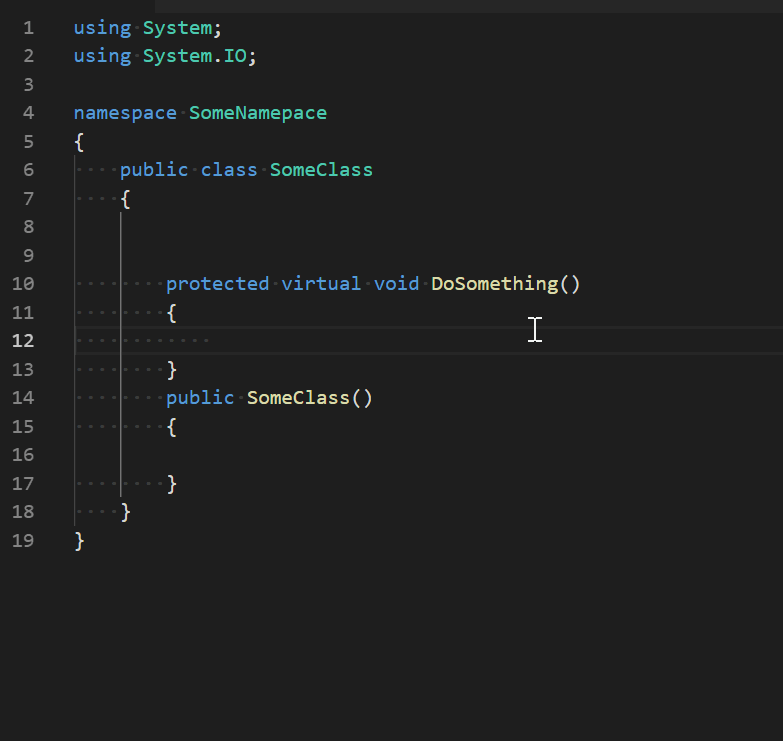 1 using System;
2 using System.IO;
3
4 namespace SomeNamepace
5 {
6     public class SomeClass
7     {
8
9
10         protected virtual void DoSomething()
11         {
12
13         }
14         public SomeClass()
15         {
16
17         }
18     }
19 }